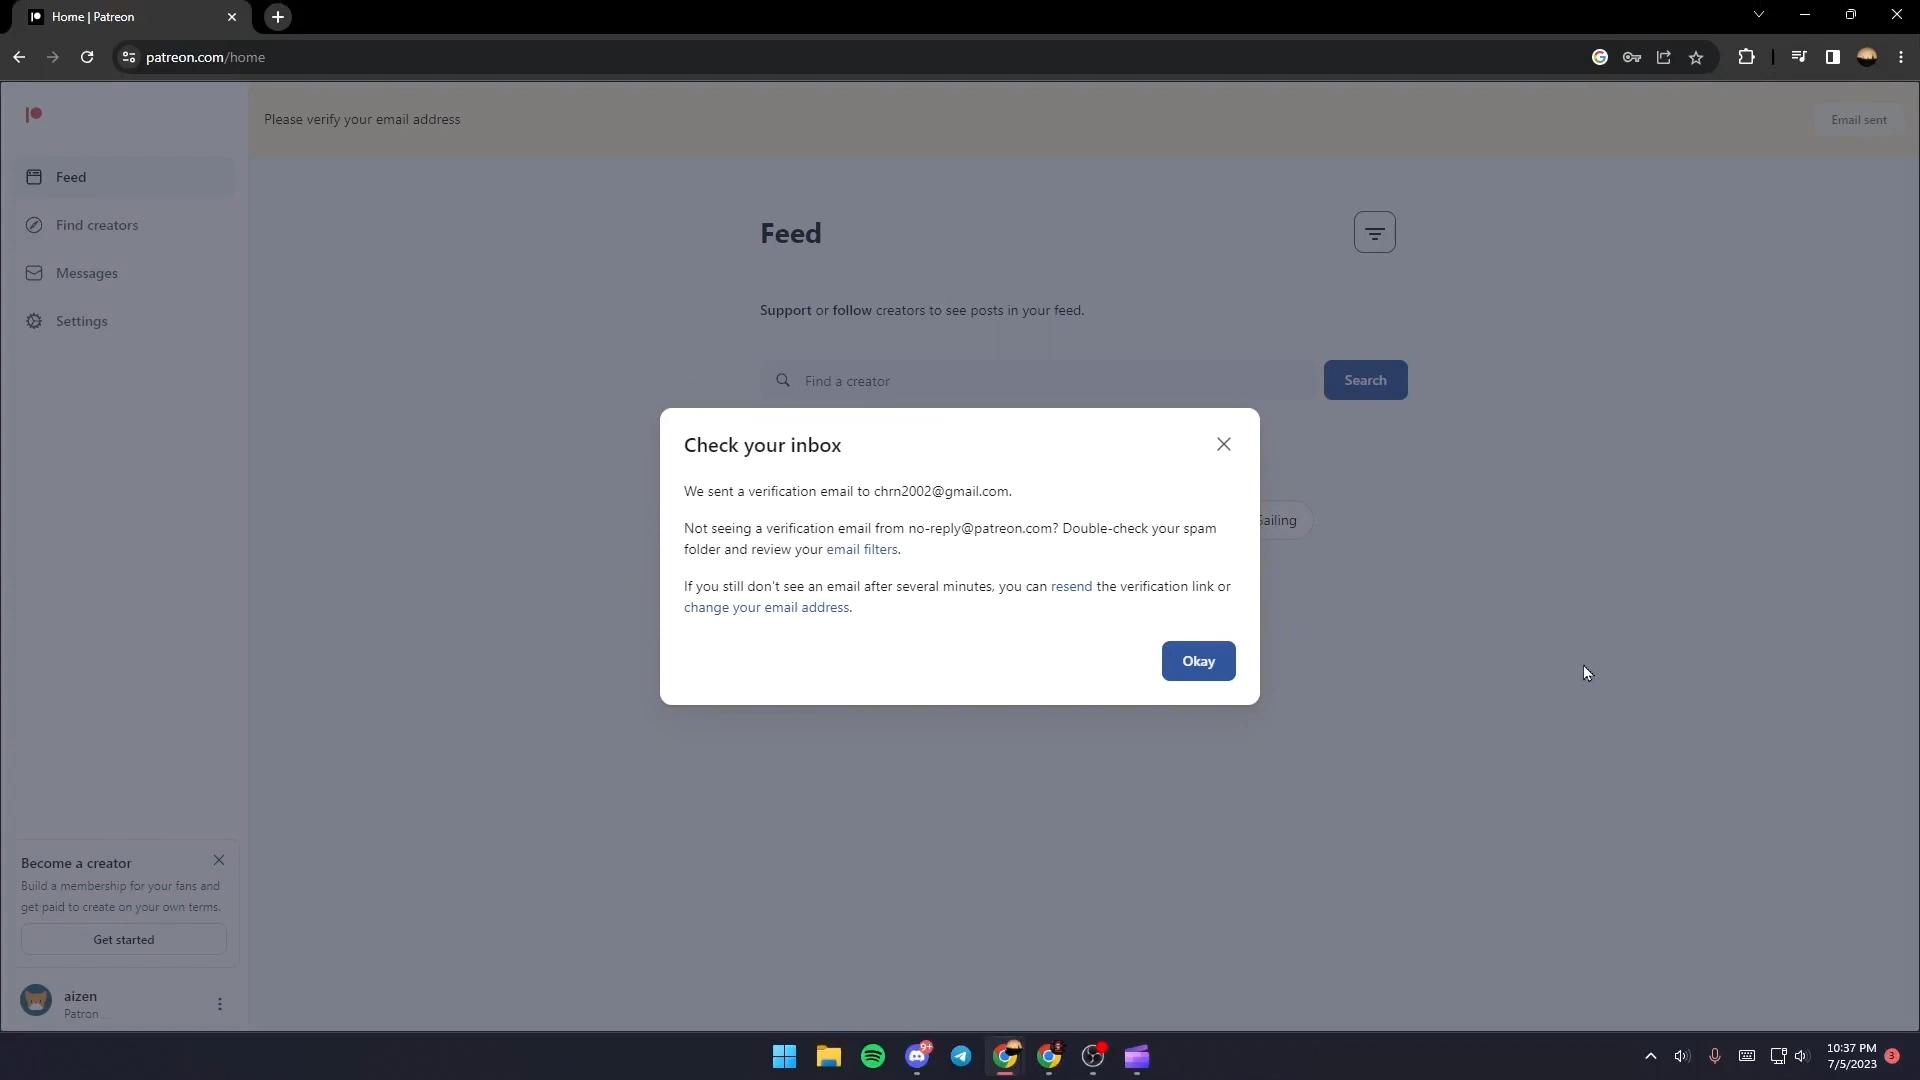 Home | Patreon
patreon.com/home
Please verify your email address
Email sent
Feed
Find creators
Messages
Settings
Feed
Support or follow creators to see posts in your feed.
Find a creator
Search
Sailing
Check your inbox
We sent a verification email to chrn2002@gmail.com.
Not seeing a verification email from no-reply@patreon.com? Double-check your spam
folder and review your email filters.
If you still don't see an email after several minutes, you can resend the verification link or
change your email address.
Okay
Become a creator
Build a membership for your fans and
get paid to create on your own terms.
Get started
aizen
Patron
9+
10:37 PM
7/5/2023
3